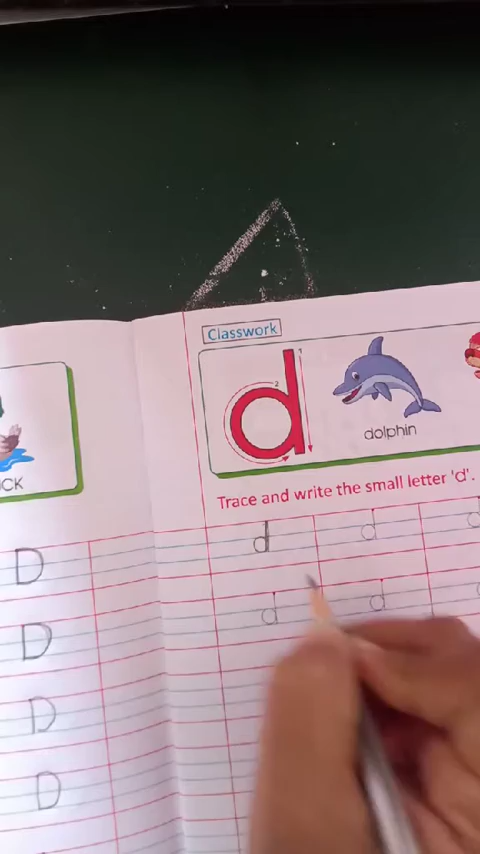 Classwork
d
dolphin
Trace and write the small letter 'd'.
d d d
d d
CK
D
D
D
D